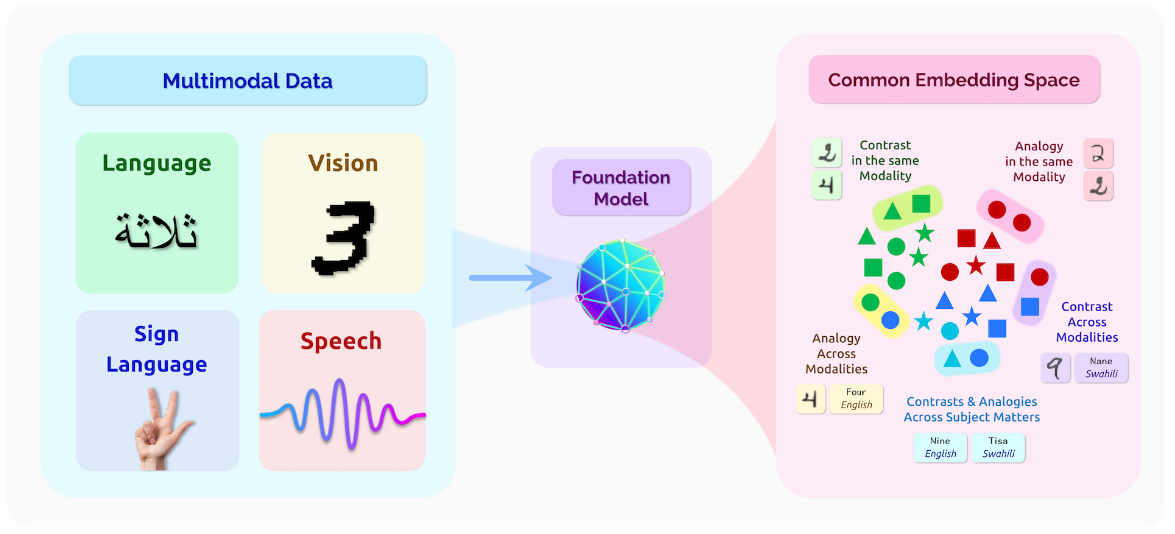 Multimodal Data
Language
ثلاثة
Vision
3
Sign
Language
Speech
Foundation
Model
Common Embedding Space
2
4
Contrast
in the same
Modality
Analogy
in the same
Modality
2
2
Analogy
Across
Modalities
4
Four
English
Contrast
Across
Modalities
9
Nane
Swahili
Contrasts & Analogies
Across Subject Matters
Nine
English
Tisa
Swahili